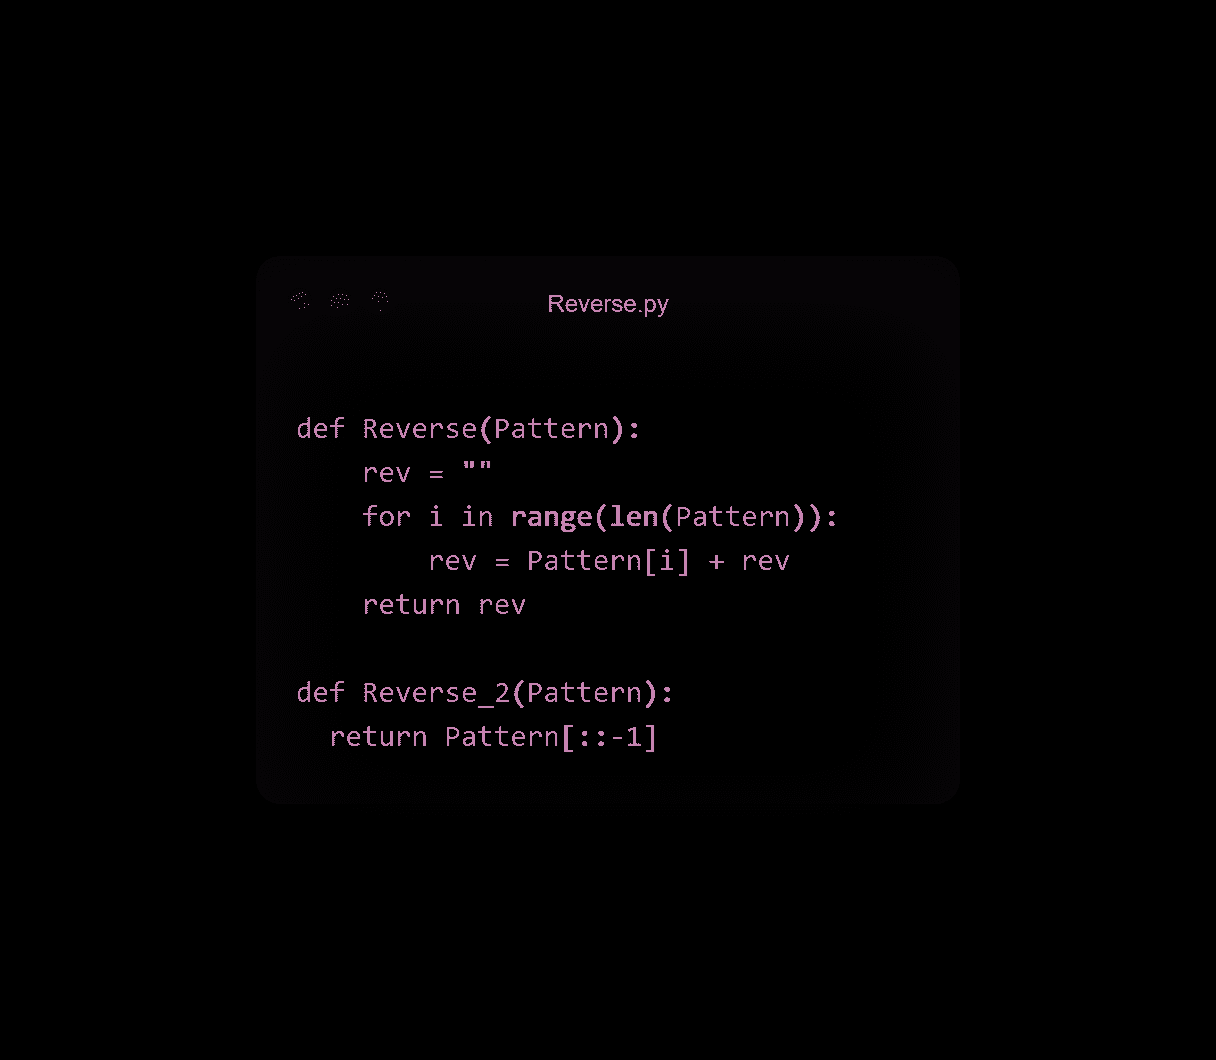 Reverse.py
def Reverse(Pattern):
    rev = ""
    for i in range(len(Pattern)):
        rev = Pattern[i] + rev
    return rev

def Reverse_2(Pattern):
  return Pattern[::-1]